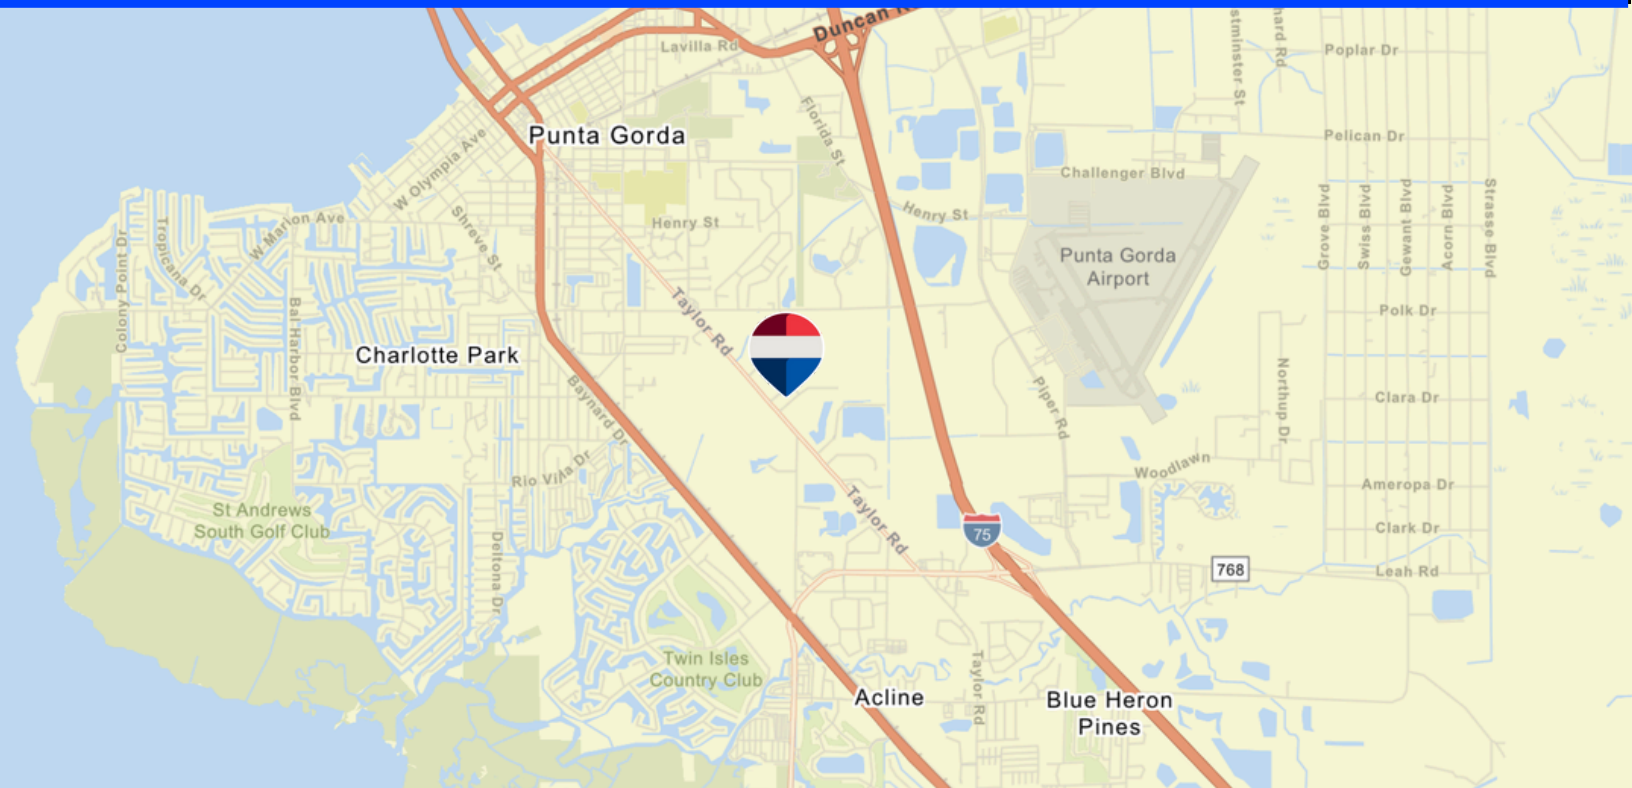 Duncan R
Lavilla Rd
stminster St
hard Rd
Poplar Dr
Florida St
Punta Gorda
Pelican Dr
W Olympia Ave
Challenger Blvd
Henry St
Henry St
W Marion Ave
Shreve St
Tropicana Dr
Colony Point Dr
Grove Blvd
Swiss Blvd
Gewant Blvd
Acorn Blvd
Strasse Blvd
Punta Gorda
Airport
Taylor Rd
Polk Dr
Bal Harbor Blvd
Charlotte Park
Baynard Dr
Piper Rd
Northup Dr
Clara Dr
Rio Villa Dr
Woodlawn
Ameropa Dr
St Andrews
South Golf Club
Taylor Rd
75
Clark Dr
Deltona Dr
768
Leah Rd
Twin Isles
Country Club
Taylor Rd
Acline
Blue Heron
Pines